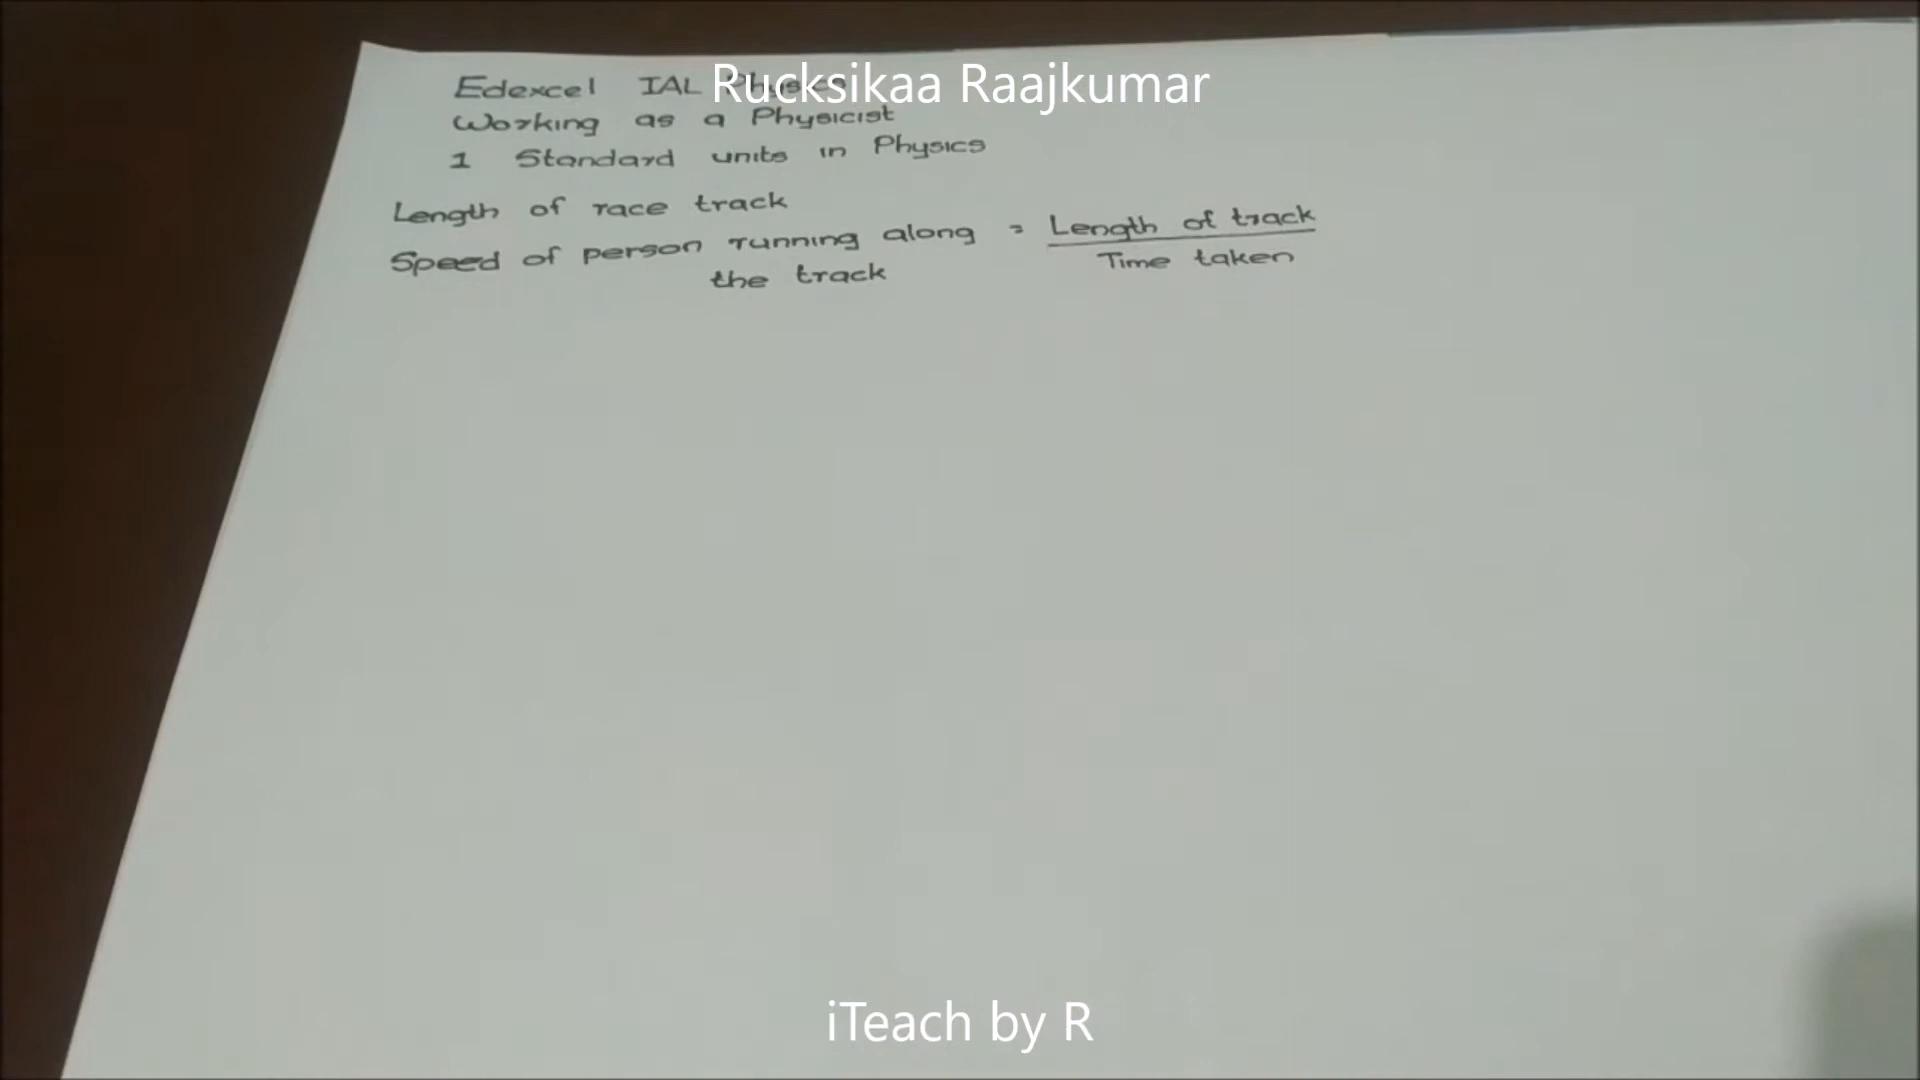 Rucksikaa Raajkumar
Edexcel IAL Physics
Working as a Physicist
1 Standard units in Physics
Length of race track
Speed of person running along = Length of track
Time taken
the track
iTeach by R